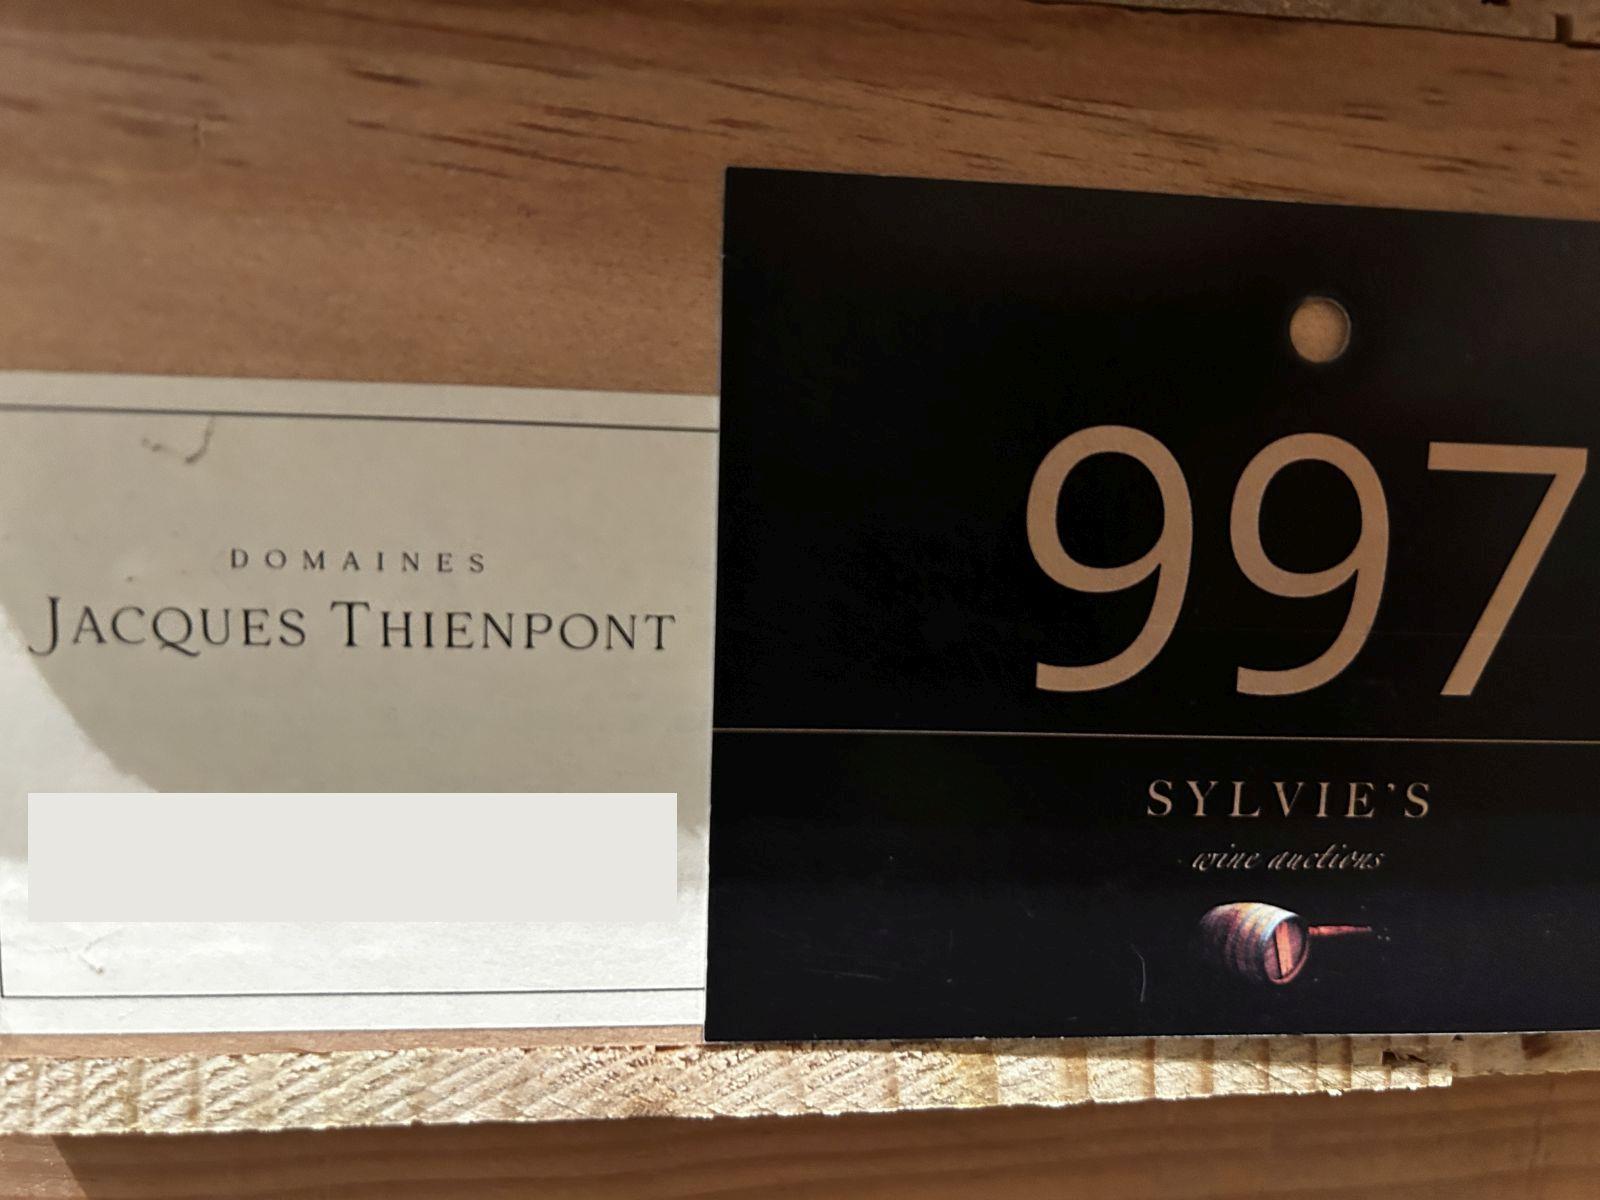 DOMAINES
JACQUES THIENPONT
997
SYLVIE'S
wine auctions